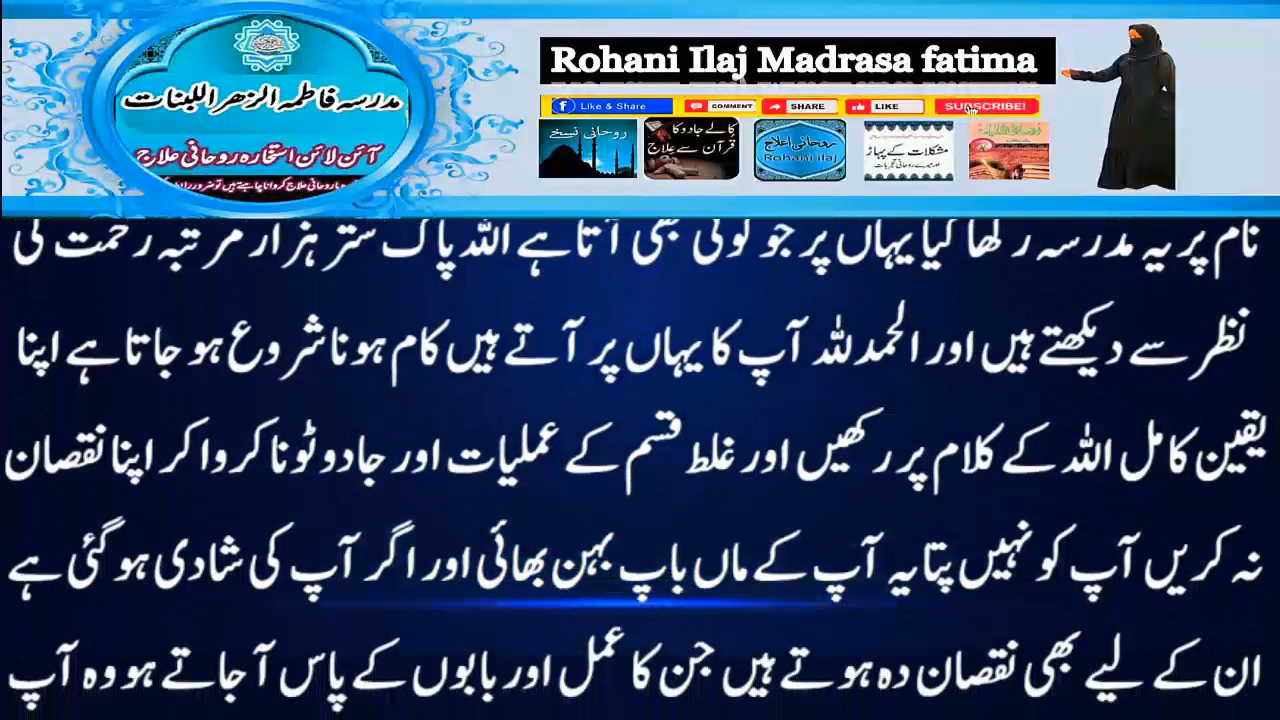 مدرسہ فاطمہ الزھرا للبنات
آئن لائن استخارہ روحانی علاج
Rohani Ilaj Madrasa fatima
Like & Share
COMMENT
SHARE
LIKE
SUBSCRIBE!
روحانی نسخ
کالے جادو کا
قرآن سے علاج
روحانی علاج
Rohani ilaj
مشکلات کے پہاڑ
نام پر یہ مدرسہ رکھا گیا یہاں پر جو کوئی بھی آتا ہے اللہ پاک ستر ہزار مرتبہ رحمت کی
نظر سے دیکھتے ہیں اور الحمدللہ آپ کا یہاں پر آتے ہیں کام ہونا شروع ہو جاتا ہے اپنا
یقین کامل اللہ کے کلام پر رکھیں اور غلط قسم کے عملیات اور جادو ٹونا کروا کر اپنا نقصان
نہ کریں آپ کو نہیں پتا یہ آپ کے ماں باپ بہن بھائی اور اگر آپ کی شادی ہو گئی ہے
ان کے لیے بھی نقصان دہ ہوتے ہیں جن کا عمل اور بابوں کے پاس آ جاتے ہو وہ آپ